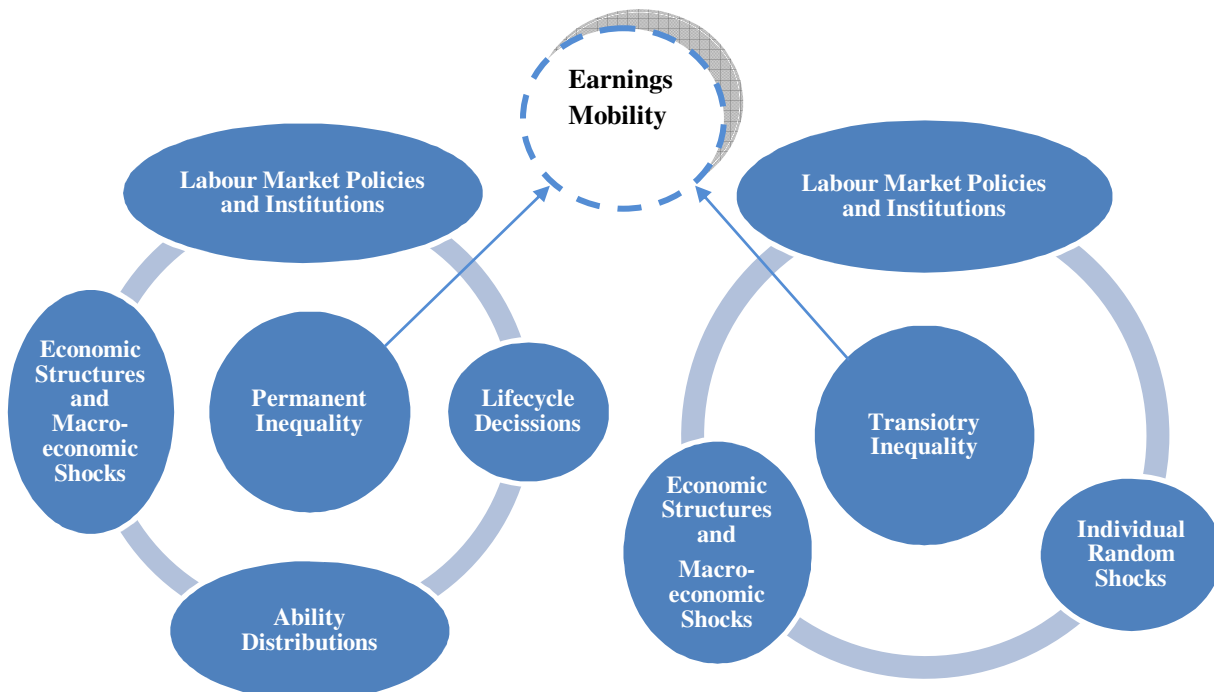 Earnings
Mobility
Labour Market Policies
and Institutions
Economic
Structures
and
Macro-
economic
Shocks
Permanent
Inequality
Lifecycle
Decissions
Ability
Distributions
Labour Market Policies
and Institutions
Transiotry
Inequality
Economic
Structures
and
Macro-
economic
Shocks
Individual
Random
Shocks